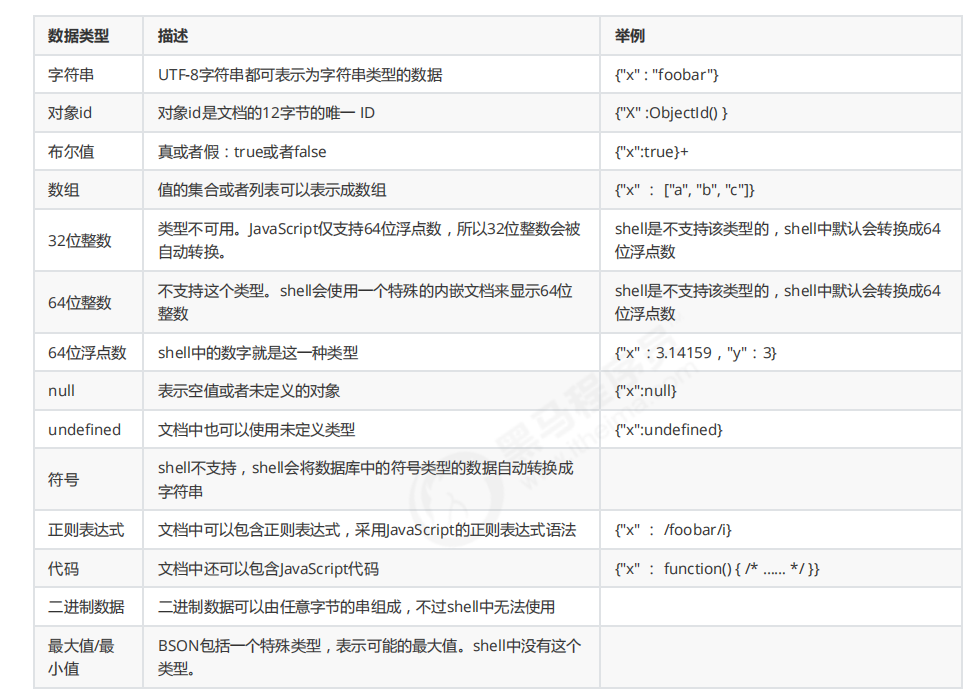 数据类型 描述 举例
字符串 UTF-8字符串都可表示为字符串类型的数据 {"x" : "foobar"}
对象id 对象id是文档的12字节的唯一 ID {"X" :ObjectId() }
布尔值 真或者假：true或者false {"x":true}+
数组 值的集合或者列表可以表示成数组 {"x" ： ["a", "b", "c"]}
32位整数 类型不可用。JavaScript仅支持64位浮点数，所以32位整数会被 shell是不支持该类型的，shell中默认会转换成64
自动转换。 位浮点数
64位整数 不支持这个类型。shell会使用一个特殊的内嵌文档来显示64位 shell是不支持该类型的，shell中默认会转换成64
整数 位浮点数
64位浮点数 shell中的数字就是这一种类型 {"x"：3.14159，"y"：3}
null 表示空值或者未定义的对象 {"x":null}
undefined 文档中也可以使用未定义类型 {"x":undefined}
符号 shell不支持，shell会将数据库中的符号类型的数据自动转换成
字符串
正则表达式 文档中可以包含正则表达式，采用JavaScript的正则表达式语法 {"x" ： /foobar/i}
代码 文档中还可以包含JavaScript代码 {"x" ： function() { /* …… */ }}
二进制数据 二进制数据可以由任意字节的串组成，不过shell中无法使用
最大值/最 BSON包括一个特殊类型，表示可能的最大值。shell中没有这个
小值 类型。
黑马程序员
www.itheima.com